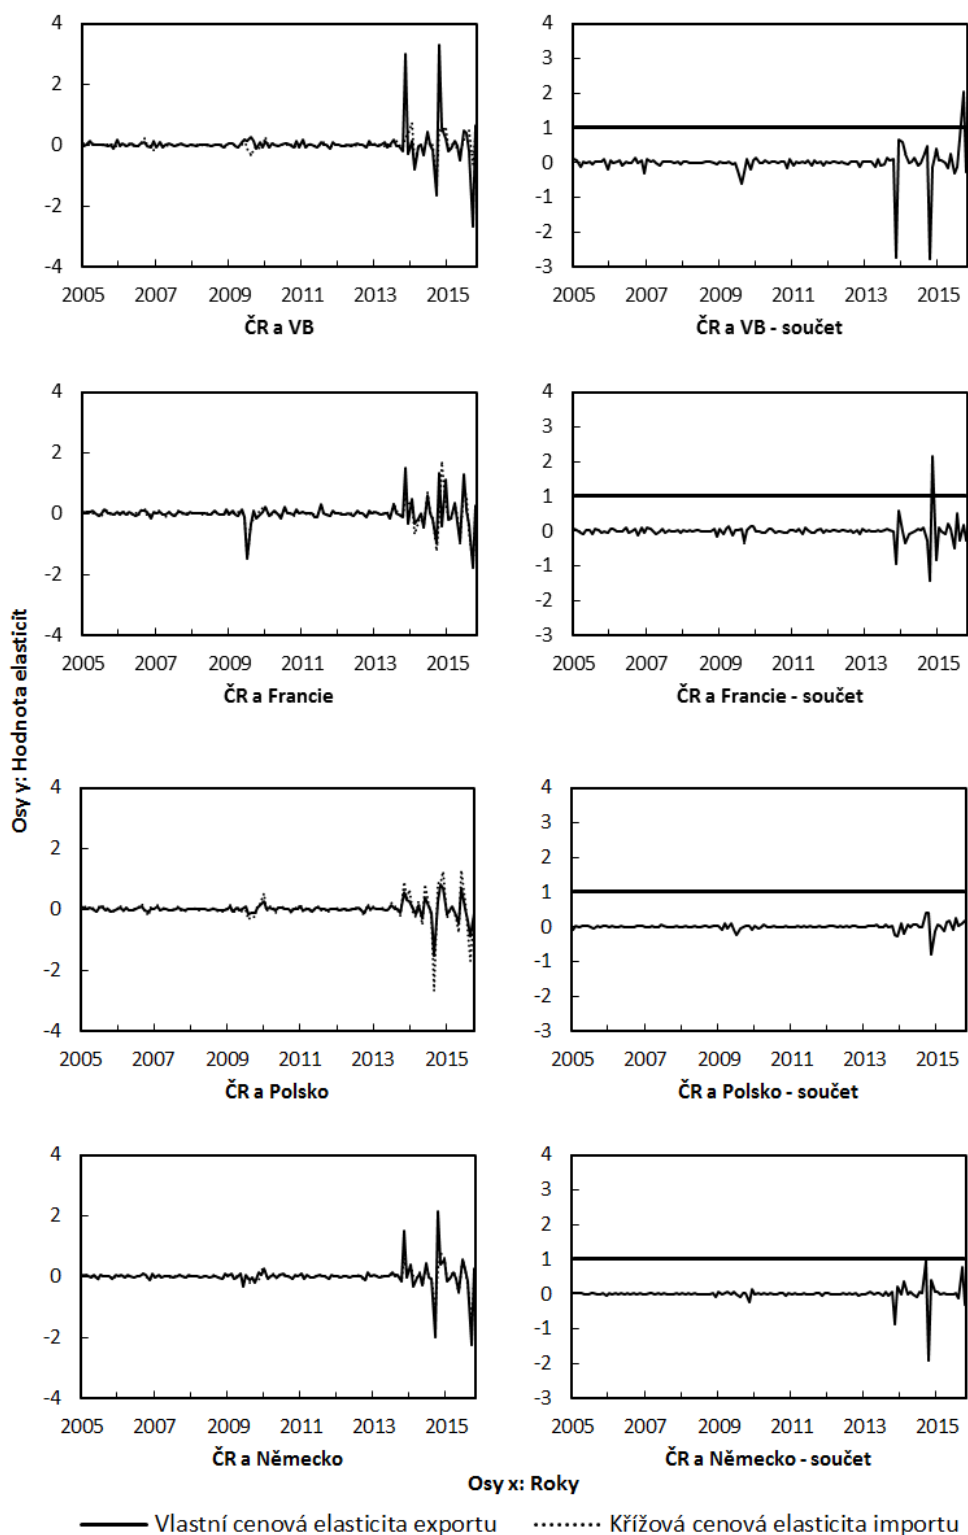 4
2
0
-2
-4
2005 2007 2009 2011 2013 2015
ČR a VB
4
3
2
1
0
-1
-2
-3
2005 2007 2009 2011 2013 2015
ČR a VB - součet
4
2
0
-2
-4
2005 2007 2009 2011 2013 2015
ČR a Francie
4
3
2
1
0
-1
-2
-3
2005 2007 2009 2011 2013 2015
ČR a Francie - součet
Osy y: Hodnota elasticit
4
2
0
-2
-4
2005 2007 2009 2011 2013 2015
ČR a Polsko
4
3
2
1
0
-1
-2
-3
2005 2007 2009 2011 2013 2015
ČR a Polsko - součet
4
2
0
-2
-4
2005 2007 2009 2011 2013 2015
ČR a Německo
4
3
2
1
0
-1
-2
-3
2005 2007 2009 2011 2013 2015
ČR a Německo - součet
Osy x: Roky
Vlastní cenová elasticita exportu Křížová cenová elasticita importu